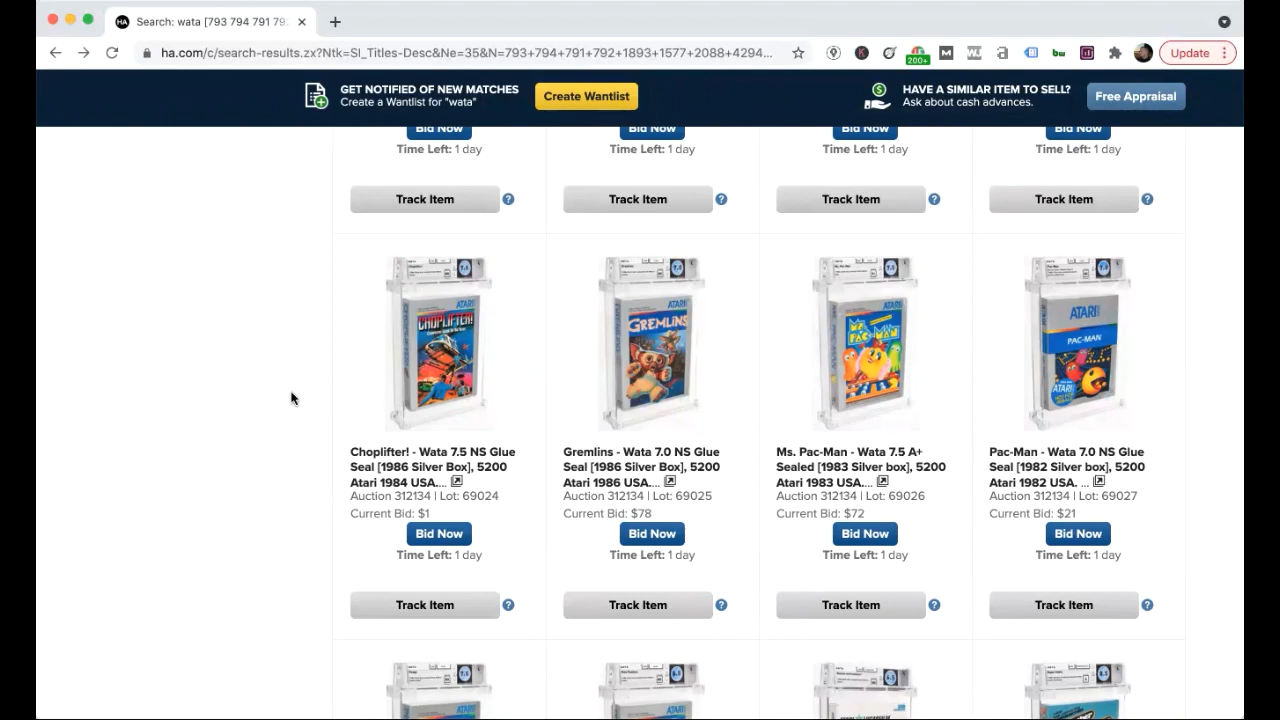 Search: wata [793 794 791 79
ha.com/c/search-results.zx?Ntk=SI_Titles-Desc&Ne=35&N=793+794+791+792+1893+1577+2088+4294...
200+
Update
GET NOTIFIED OF NEW MATCHES
Create a Wantlist for "wata"
Create Wantlist
HAVE A SIMILAR ITEM TO SELL?
Ask about cash advances.
Free Appraisal
Bid Now Bid Now Bid Now Bid Now
Time Left: 1 day Time Left: 1 day Time Left: 1 day Time Left: 1 day
Track Item ? Track Item ? Track Item ? Track Item ?
ATARI
CHOPLIFTER!
ATARI
GREMLINS
ATARI
MS. PAC-MAN
ATARI
PAC-MAN
Choplifter! - Wata 7.5 NS Glue
Seal [1986 Silver Box], 5200
Atari 1984 USA....
Auction 312134 | Lot: 69024
Current Bid: $1
Bid Now
Time Left: 1 day
Track Item ?
Gremlins - Wata 7.0 NS Glue
Seal [1986 Silver Box], 5200
Atari 1986 USA....
Auction 312134 | Lot: 69025
Current Bid: $78
Bid Now
Time Left: 1 day
Track Item ?
Ms. Pac-Man - Wata 7.5 A+
Sealed [1983 Silver box], 5200
Atari 1983 USA....
Auction 312134 | Lot: 69026
Current Bid: $72
Bid Now
Time Left: 1 day
Track Item ?
Pac-Man - Wata 7.0 NS Glue
Seal [1982 Silver box], 5200
Atari 1982 USA. ...
Auction 312134 | Lot: 69027
Current Bid: $21
Bid Now
Time Left: 1 day
Track Item ?